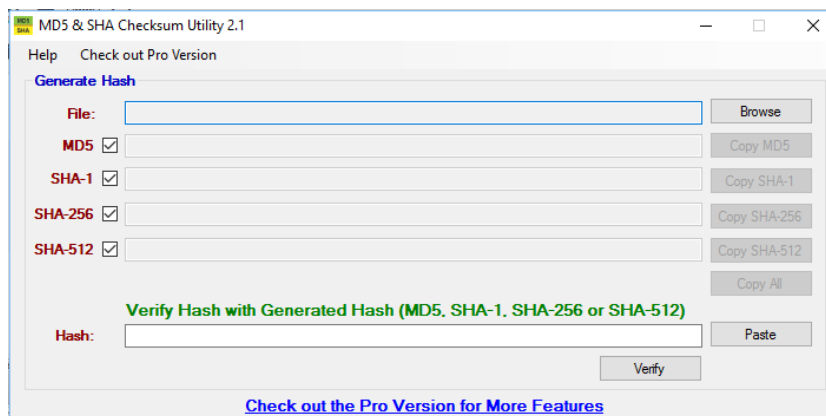 MD5
SHA
MD5 & SHA Checksum Utility 2.1
Help Check out Pro Version
Generate Hash
File: Browse
MD5 Copy MD5
SHA-1 Copy SHA-1
SHA-256 Copy SHA-256
SHA-512 Copy SHA-512
Copy All
Verify Hash with Generated Hash (MD5, SHA-1, SHA-256 or SHA-512)
Hash: Paste
Verify
Check out the Pro Version for More Features